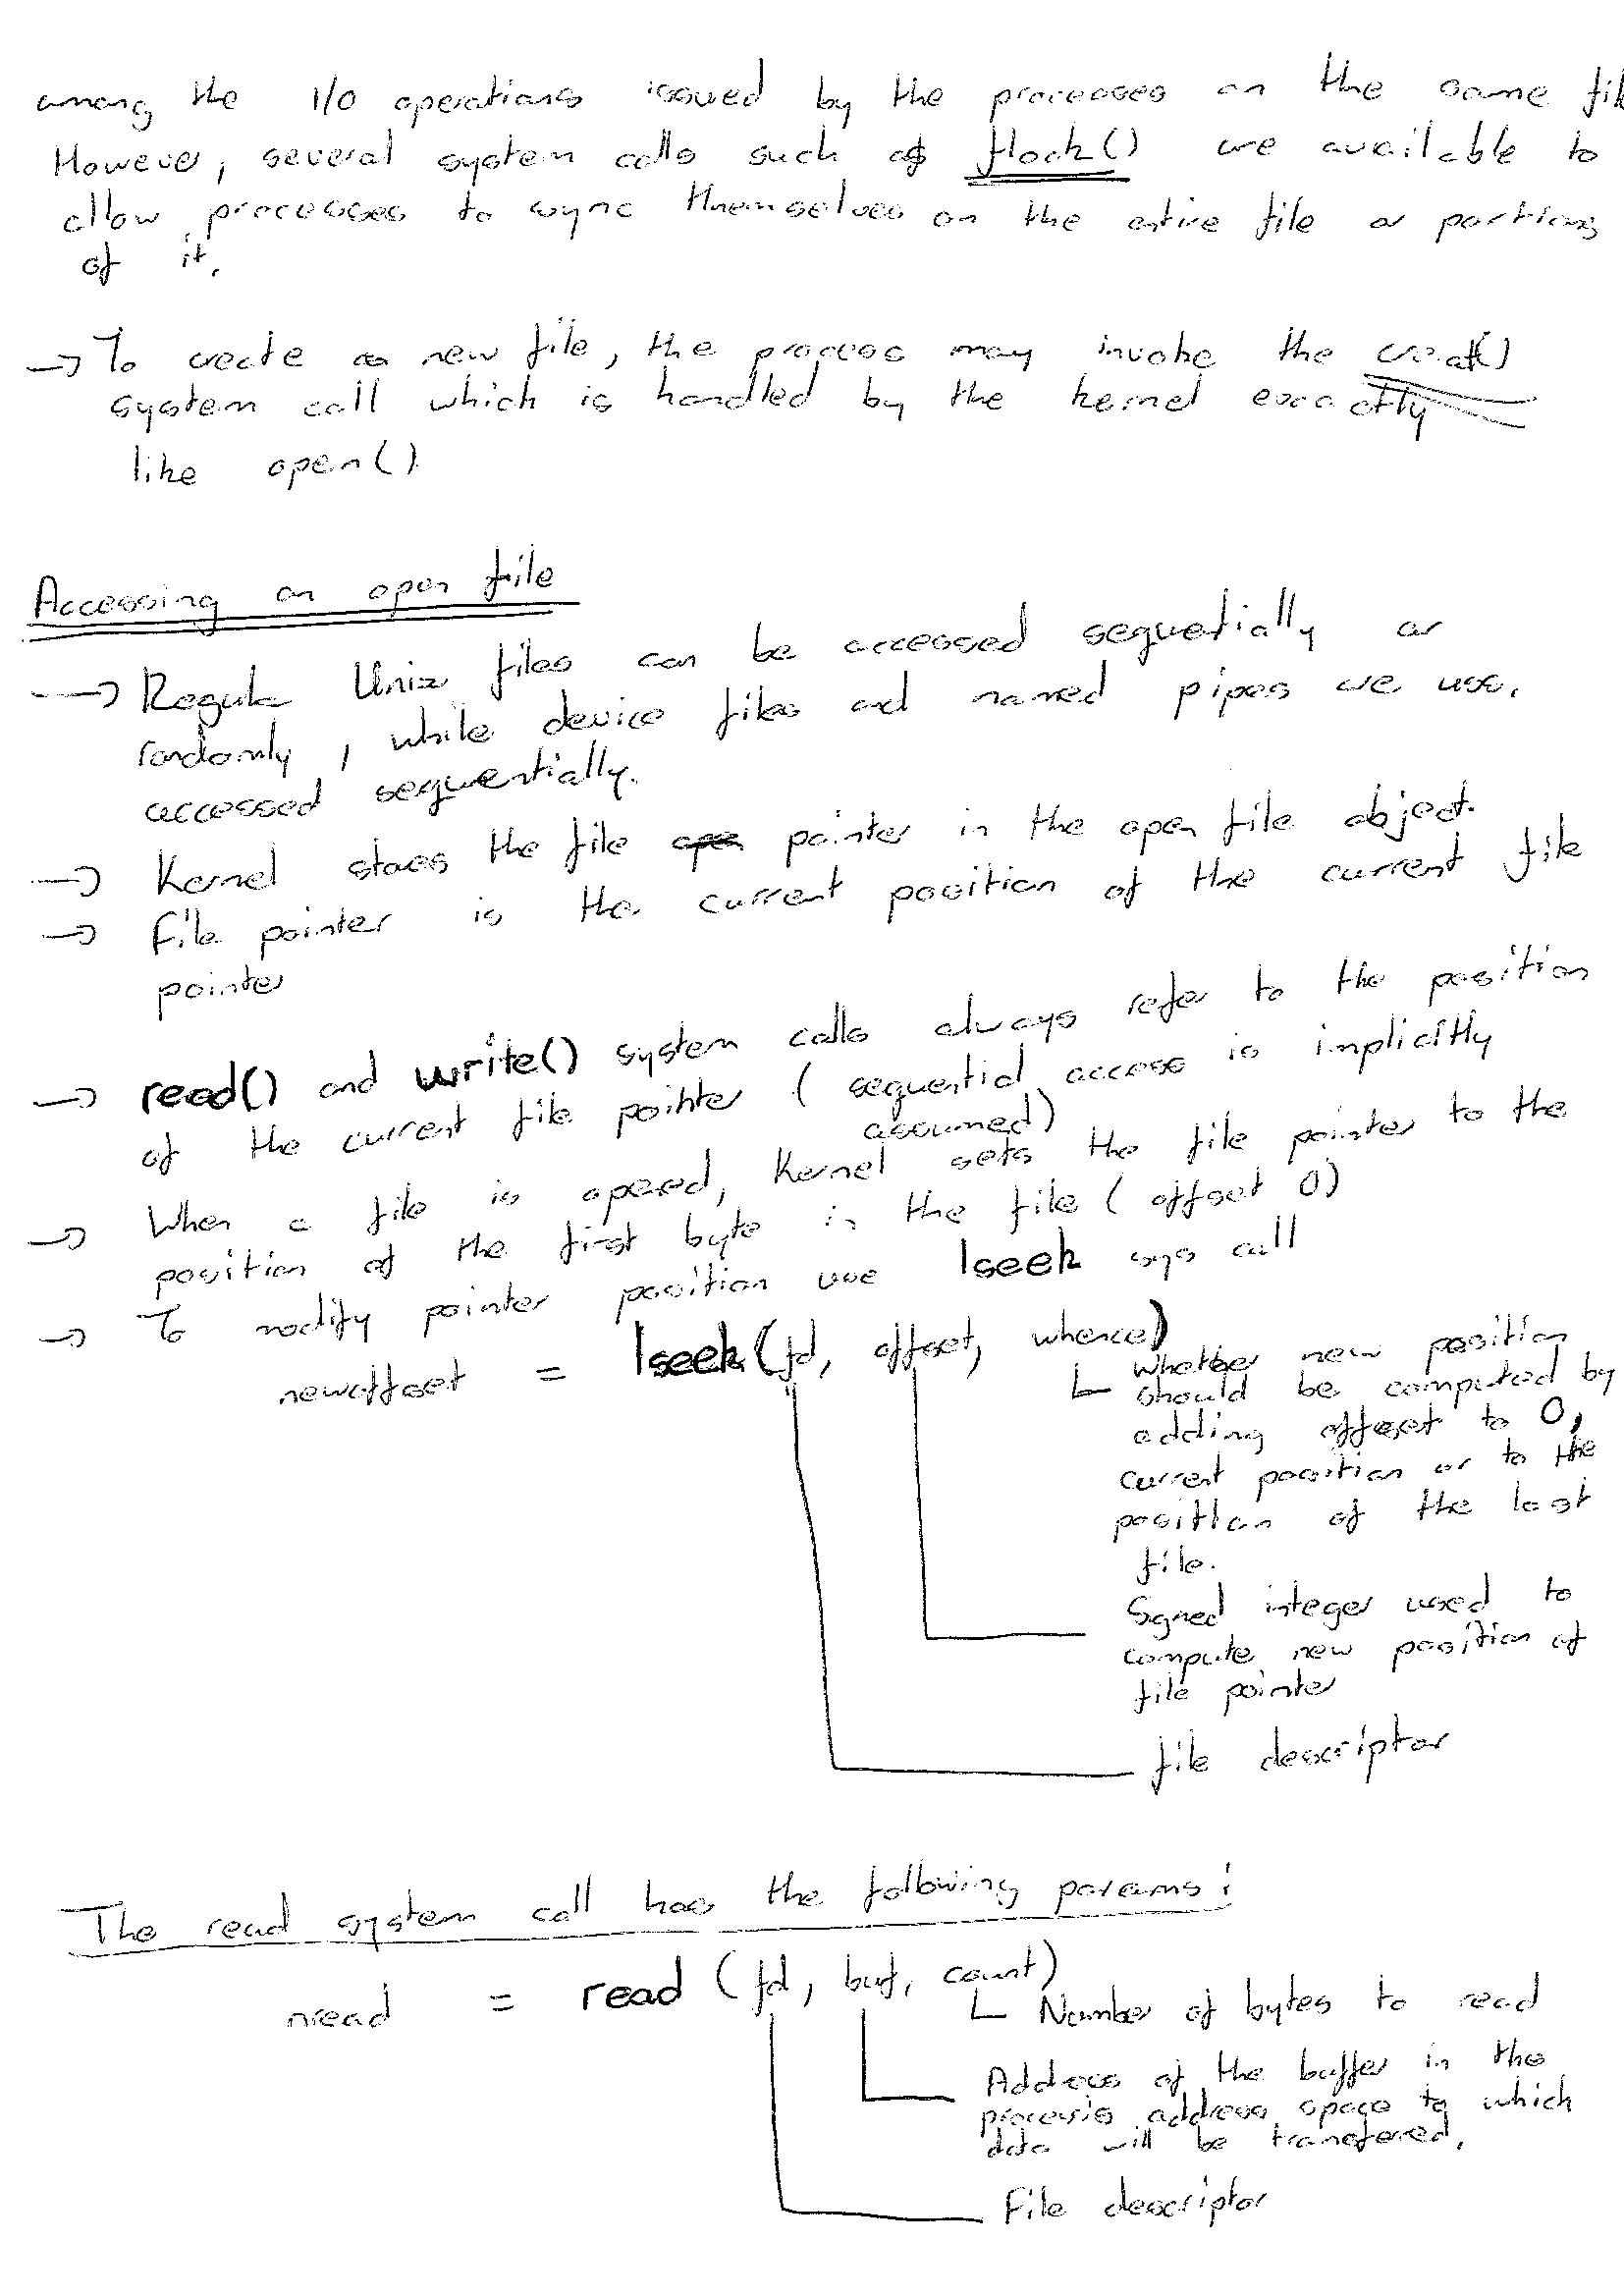 among the I/O operations issued by the processes on the same fil
However, several system calls such as flock() are available to
allow processes to sync themselves on the entire file or portions
of it.
→ To create a new file, the process may invoke the creat()
system call which is handled by the kernel exactly
like open()
Accessing an open file
→ Regular Unix files can be accessed sequentially or
randomly, while device files and named pipes are usu.
accessed sequentially.
→ Kernel stores the file pointer in the open file object.
→ File pointer is the current position of the current file
pointer
→ read() and write() system calls always refer to the position
of the current file pointer (sequential access is implicitly
assumed)
→ When a file is opened, Kernel sets the file pointer to the
position of the first byte in the file (offset 0)
→ To modify pointer position use lseek sys call
newoffset = lseek(fd, offset, whence)
Whether new position
should be computed by
adding offset to 0,
current position or to the
position of the last
file.
Signed integer used to
compute new position of
file pointer
file descriptor
The read system call has the following params:
nread = read (fd, buf, count)
Number of bytes to read
Address of the buffer in the
process's address space to which
data will be transferred.
File descriptor